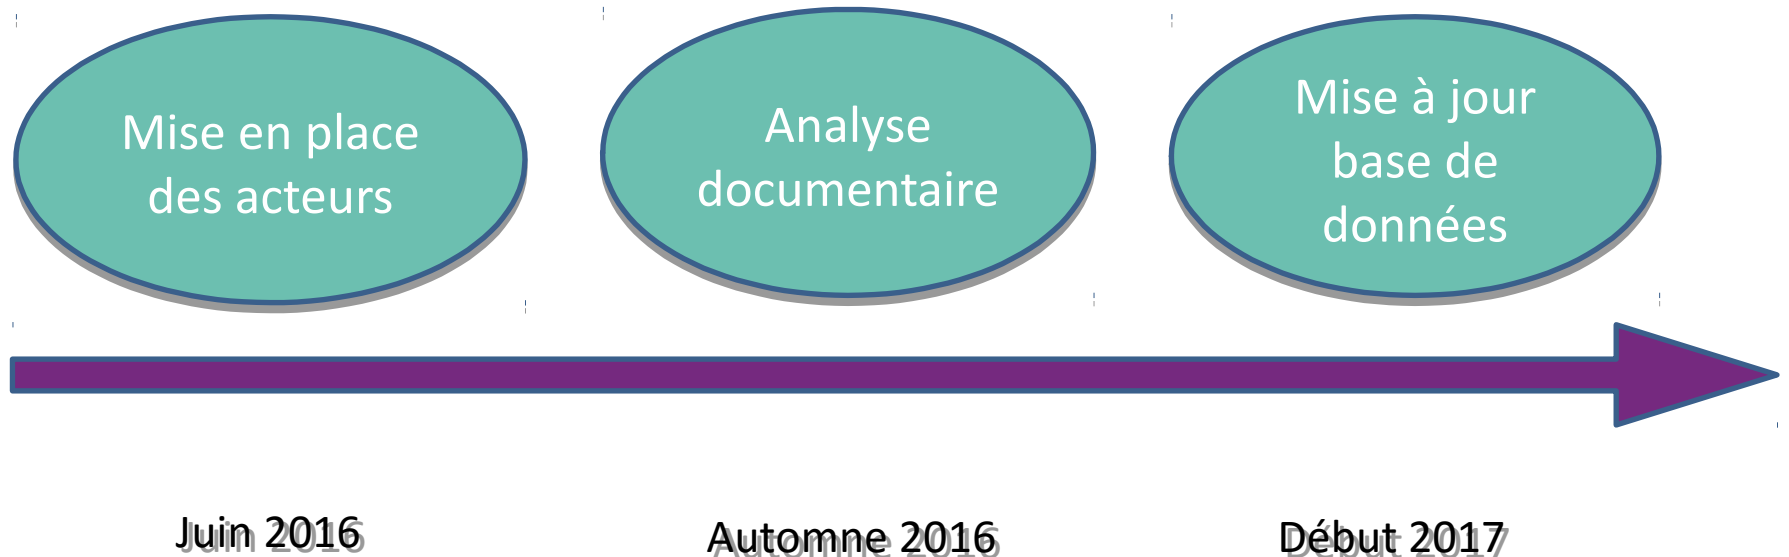 Mise en place
des acteurs
Analyse
documentaire
Mise à jour
base de
données
Juin 2016
Automne 2016
Début 2017